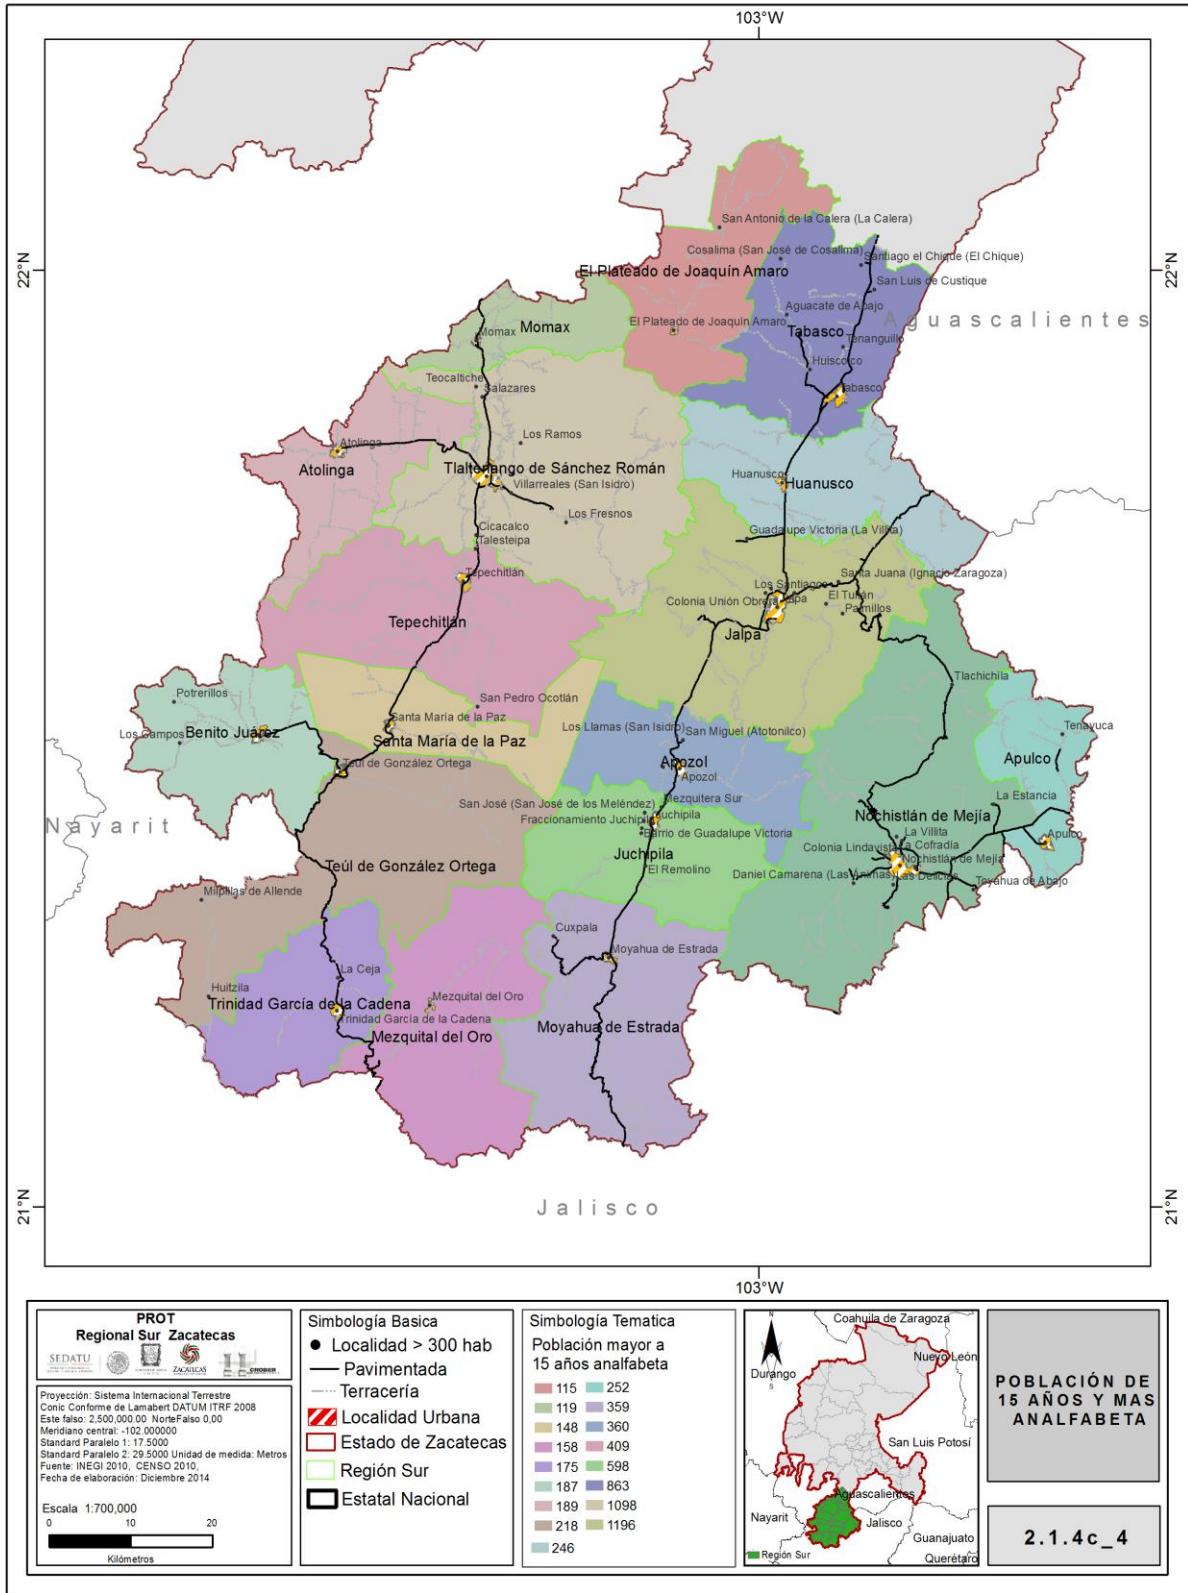 103°W
22°N
22°N
San Antonio de la Calera (La Calera)
Cosalima (San José de Cosalima)
Santiago el Chique (El Chique)
El Plateado de Joaquín Amaro
San Luis de Custique
Aguacate de Abajo
Aguascalientes
El Plateado de Joaquín Amaro
Tabasco
Momax
Momax
Tenanguillo
Huiscolco
Teocaltiche
Salazares
Tabasco
Los Ramos
Atolinga
Atolinga
Tlaltenango de Sánchez Román
Villarreales (San Isidro)
Huanusco
Huanusco
Los Fresnos
Cicacalco
Talesteipa
Guadalupe Victoria (La Villita)
Tepechitlán
Santa Juana (Ignacio Zaragoza)
Los Santiagos
Colonia Unión Obrera
Jalpa
El Tulián
Palmillos
Tepechitlán
Jalpa
Tlachichila
Potrerillos
San Pedro Ocotlán
Santa María de la Paz
Los Llamas (San Isidro)
San Miguel (Atotonilco)
Tenayuca
Los Campos
Benito Juárez
Santa María de la Paz
Apozol
Apozol
Apulco
Teúl de González Ortega
La Estancia
San José (San José de los Meléndez)
Mezquitera Sur
Nayarit
Fraccionamiento Juchipila
Juchipila
Nochistlán de Mejía
Barrio de Guadalupe Victoria
La Villita
Apulco
Colonia Lindavista
La Cofradía
Juchipila
Nochistlán de Mejía
Teúl de González Ortega
El Remolino
Daniel Camarena (Las Ánimas)
Las Delicias
Toyahua de Abajo
Milpillas de Allende
Cuxpala
Moyahua de Estrada
La Ceja
Huitzila
Trinidad García de la Cadena
Mezquital del Oro
Trinidad García de la Cadena
Moyahua de Estrada
Mezquital del Oro
21°N
21°N
Jalisco
103°W
PROT
Regional Sur Zacatecas
SEDATU
ZACATECAS
Proyección: Sistema Internacional Terrestre
Conic Conforme de Lamabert DATUM ITRF 2008
Este falso: 2,500,000.00 NorteFalso 0,00
Meridiano central: -102.000000
Standard Paralelo 1: 17.5000
Standard Paralelo 2: 29.5000 Unidad de medida: Metros
Fuente: INEGI 2010, CENSO 2010,
Fecha de elaboración: Diciembre 2014
Escala 1:700,000
0 10 20
Kilómetros
Simbología Basica
Localidad > 300 hab
Pavimentada
Terracería
Localidad Urbana
Estado de Zacatecas
Región Sur
Estatal Nacional
Simbología Tematica
Población mayor a
15 años analfabeta
115 252
119 359
148 360
158 409
175 598
187 863
189 1098
218 1196
246
N
Coahuila de Zaragoza
Nuevo León
Durango
San Luis Potosí
Aguascalientes
Nayarit
Jalisco
Guanajuato
Región Sur
Querétaro
POBLACIÓN DE
15 AÑOS Y MAS
ANALFABETA
2.1.4c_4